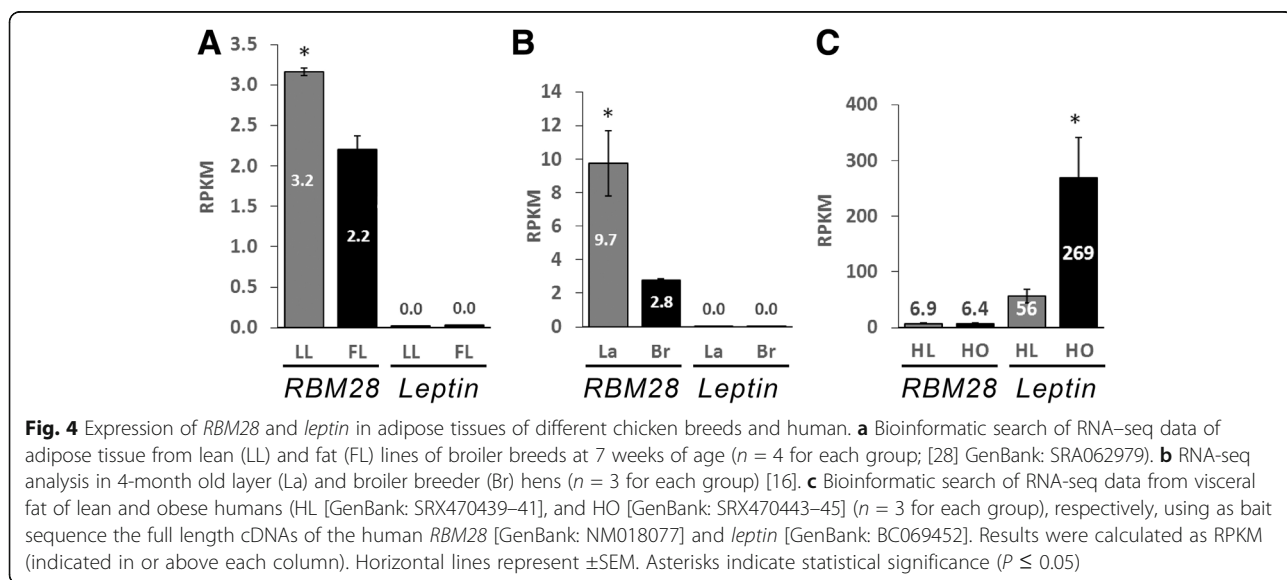 A
B
C
*
3.5
3.0
2.5
2.0
1.5
1.0
0.5
0.0
RPKM
3.2
2.2
0.0
0.0
LL
FL
LL
FL
RBM28
Leptin
*
14
12
10
8
6
4
2
0
RPKM
9.7
2.8
0.0
0.0
La
Br
La
Br
RBM28
Leptin
*
400
300
200
100
0
RPKM
6.9
6.4
56
269
HL
HO
HL
HO
RBM28
Leptin
Fig. 4 Expression of RBM28 and leptin in adipose tissues of different chicken breeds and human. a Bioinformatic search of RNA–seq data of
adipose tissue from lean (LL) and fat (FL) lines of broiler breeds at 7 weeks of age (n = 4 for each group; [28] GenBank: SRA062979). b RNA-seq
analysis in 4-month old layer (La) and broiler breeder (Br) hens (n = 3 for each group) [16]. c Bioinformatic search of RNA-seq data from visceral
fat of lean and obese humans (HL [GenBank: SRX470439–41], and HO [GenBank: SRX470443–45] (n = 3 for each group), respectively, using as bait
sequence the full length cDNAs of the human RBM28 [GenBank: NM018077] and leptin [GenBank: BC069452]. Results were calculated as RPKM
(indicated in or above each column). Horizontal lines represent ±SEM. Asterisks indicate statistical significance (P ≤ 0.05)